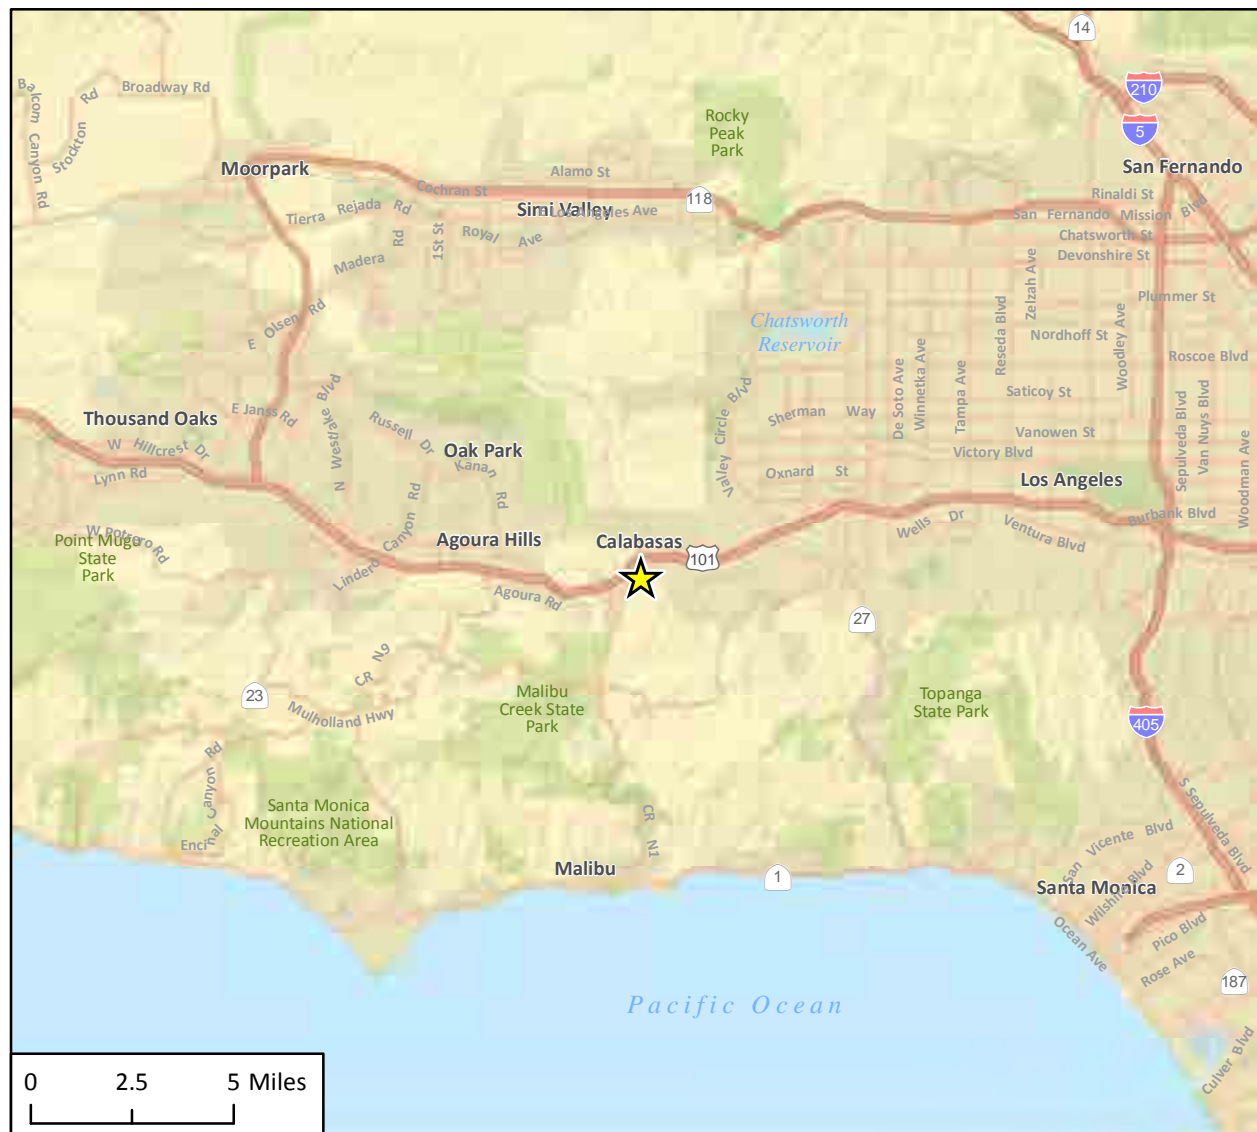 14
Balcom Canyon Rd
Stockton Rd
Broadway Rd
210
5
Rocky
Peak
Park
Moorpark
San Fernando
Alamo St
Cochran St
118
Rinaldi St
Tierra Rejada Rd
Simi Valley
E Los Angeles Ave
San Fernando Mission Blvd
Chatsworth St
Devonshire St
Madera Rd
1St St
Royal Ave
Zelzah Ave
Plummer St
E Olsen Rd
Chatsworth
Reservoir
Reseda Blvd
Nordhoff St
Woodley Ave
Roscoe Blvd
De Soto Ave
Winnetka Ave
Tampa Ave
Saticoy St
Thousand Oaks
E Janss Rd
N Westlake Blvd
Russell Dr
Valley Circle Blvd
Sherman Way
Vanowen St
Sepulveda Blvd
Van Nuys Blvd
Woodman Ave
W Hillcrest Dr
Oak Park
Victory Blvd
Lynn Rd
Kanan Rd
Oxnard St
Los Angeles
Lindero Canyon Rd
Wells Dr
Ventura Blvd
Burbank Blvd
W Potrero Rd
Point Mugu
State
Park
Agoura Hills
Calabasas
101
Agoura Rd
27
CR N9
23
Mulholland Hwy
Malibu
Creek State
Park
Topanga
State Park
405
Encinal Canyon Rd
Santa Monica
Mountains National
Recreation Area
CR N1
S Sepulveda Blvd
San Vicente Blvd
Malibu
1
2
Santa Monica
Wilshire Blvd
Ocean Ave
Pico Blvd
Rose Ave
187
Pacific Ocean
Culver Blvd
0 2.5 5 Miles